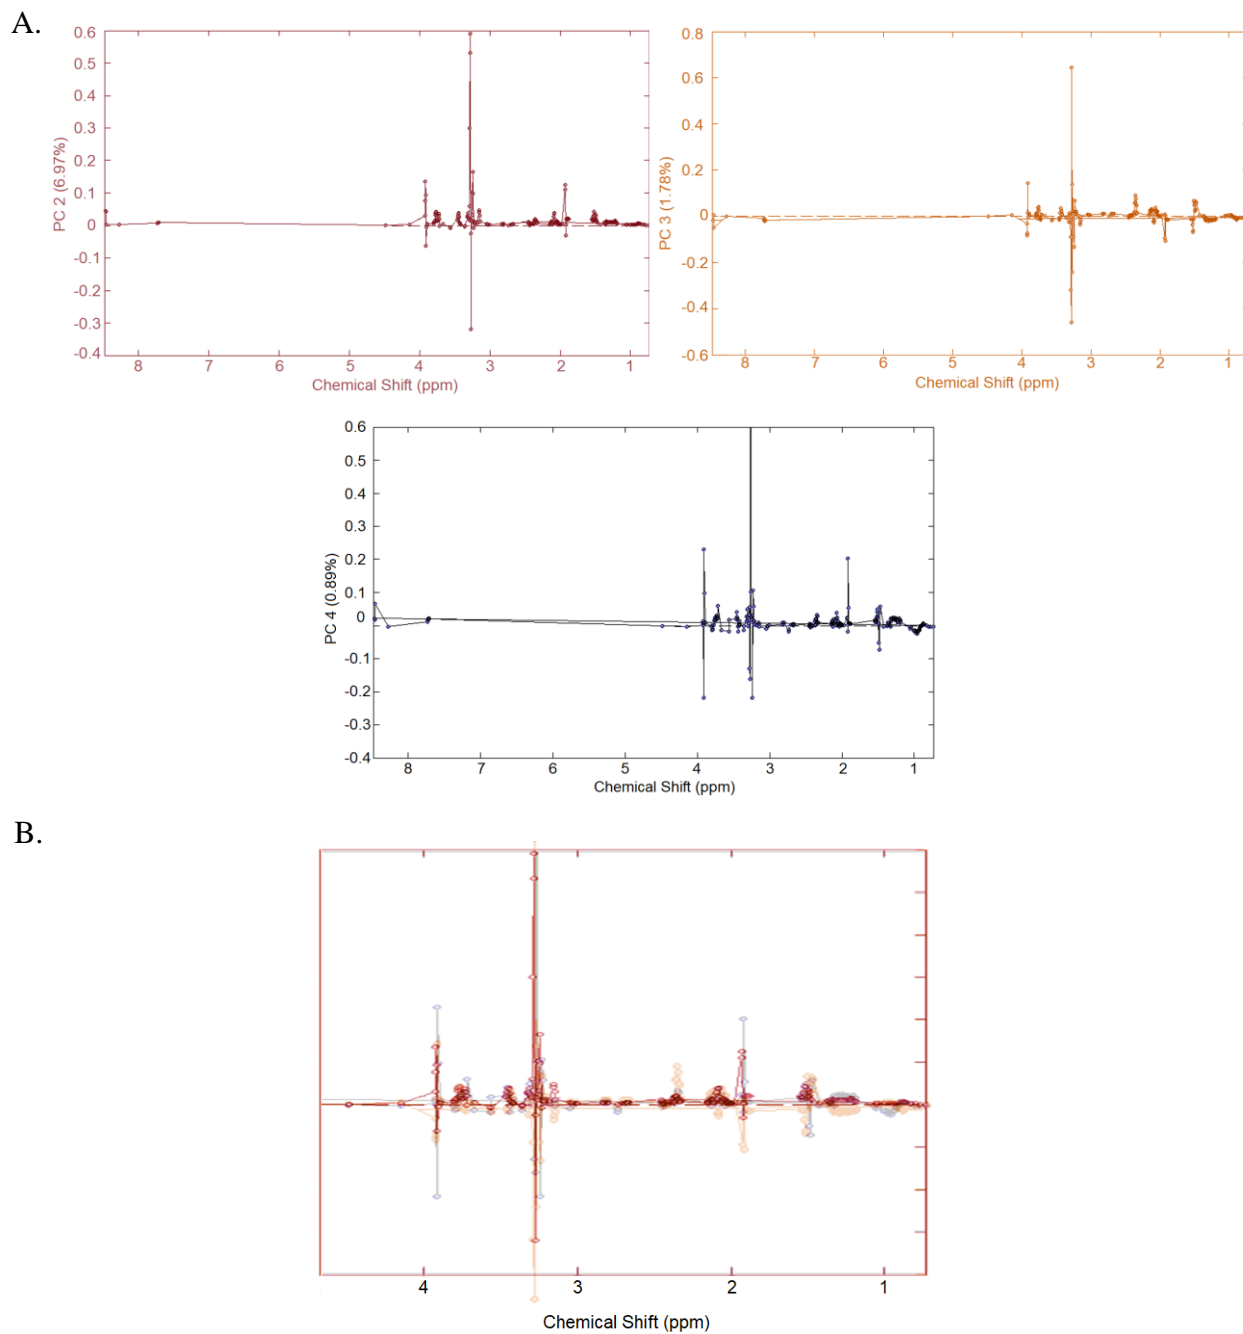 A.
PC 2 (6.97%)
0.6
0.5
0.4
0.3
0.2
0.1
0
-0.1
-0.2
-0.3
-0.4
8 7 6 5 4 3 2 1
Chemical Shift (ppm)
PC 3 (1.78%)
0.8
0.6
0.4
0.2
0
-0.2
-0.4
-0.6
8 7 6 5 4 3 2 1
Chemical Shift (ppm)
PC 4 (0.89%)
0.6
0.5
0.4
0.3
0.2
0.1
0
-0.1
-0.2
-0.3
-0.4
8 7 6 5 4 3 2 1
Chemical Shift (ppm)
B.
4 3 2 1
Chemical Shift (ppm)